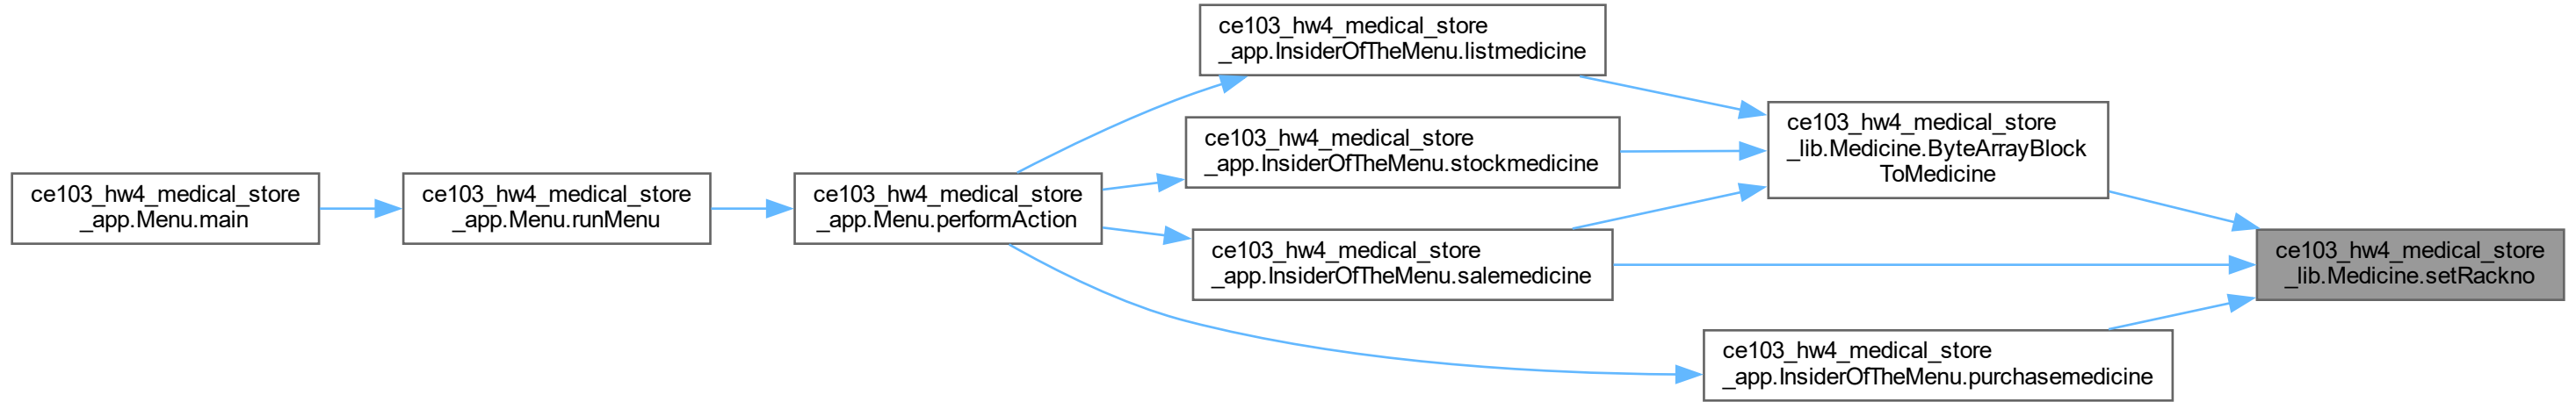 ce103_hw4_medical_store
_app.Menu.main
ce103_hw4_medical_store
_app.Menu.runMenu
ce103_hw4_medical_store
_app.Menu.performAction
ce103_hw4_medical_store
_app.InsiderOfTheMenu.listmedicine
ce103_hw4_medical_store
_app.InsiderOfTheMenu.stockmedicine
ce103_hw4_medical_store
_app.InsiderOfTheMenu.salemedicine
ce103_hw4_medical_store
_app.InsiderOfTheMenu.purchasemedicine
ce103_hw4_medical_store
_lib.Medicine.ByteArrayBlock
ToMedicine
ce103_hw4_medical_store
_lib.Medicine.setRackno